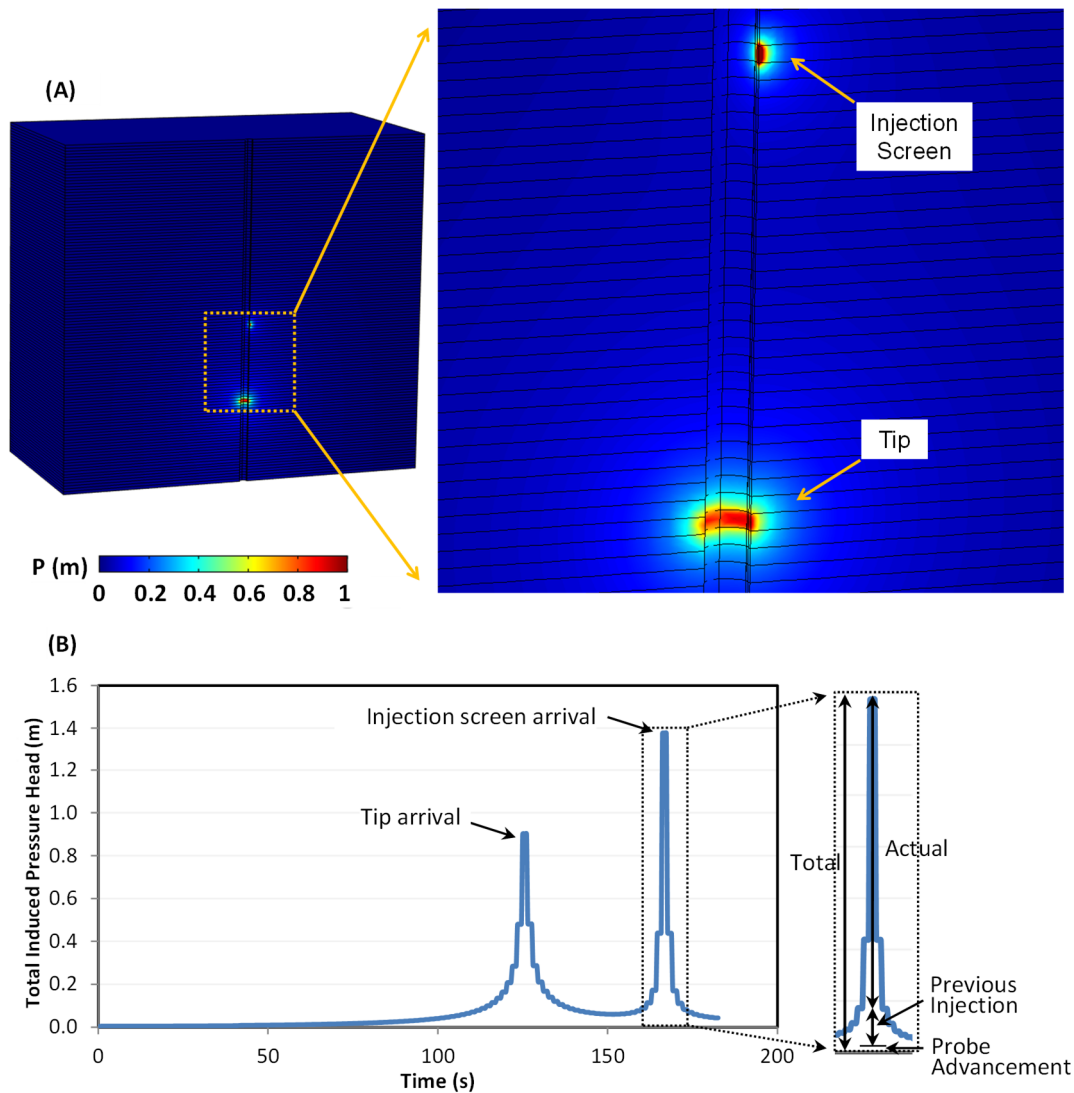 (A)
Injection
Screen
Tip
P (m)
0 0.2 0.4 0.6 0.8 1
(B)
Total Induced Pressure Head (m)
1.6
1.4
1.2
1.0
0.8
0.6
0.4
0.2
0.0
Injection screen arrival
Tip arrival
0 50 100 150 200
Time (s)
Total
Actual
Previous
Injection
Probe
Advancement